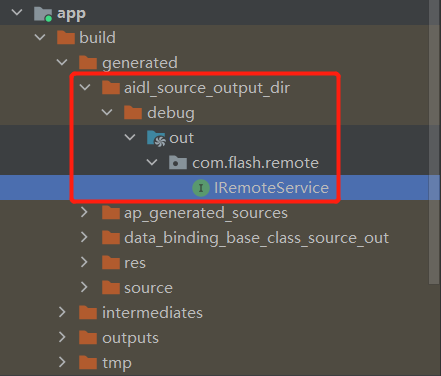 app
build
generated
aidl_source_output_dir
debug
out
com.flash.remote
I IRemoteService
ap_generated_sources
data_binding_base_class_source_out
res
source
intermediates
outputs
tmp